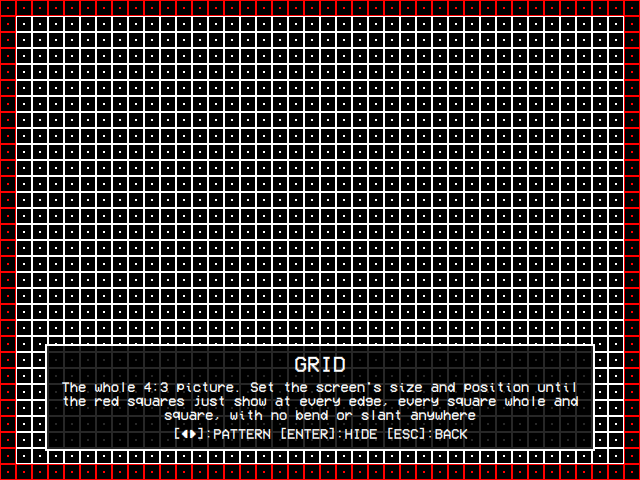 GRID
The whole 4:3 picture. Set the screen's size and position until
the red squares just show at every edge, every square whole and
square, with no bend or slant anywhere
[◀▶]:PATTERN [ENTER]:HIDE [ESC]:BACK